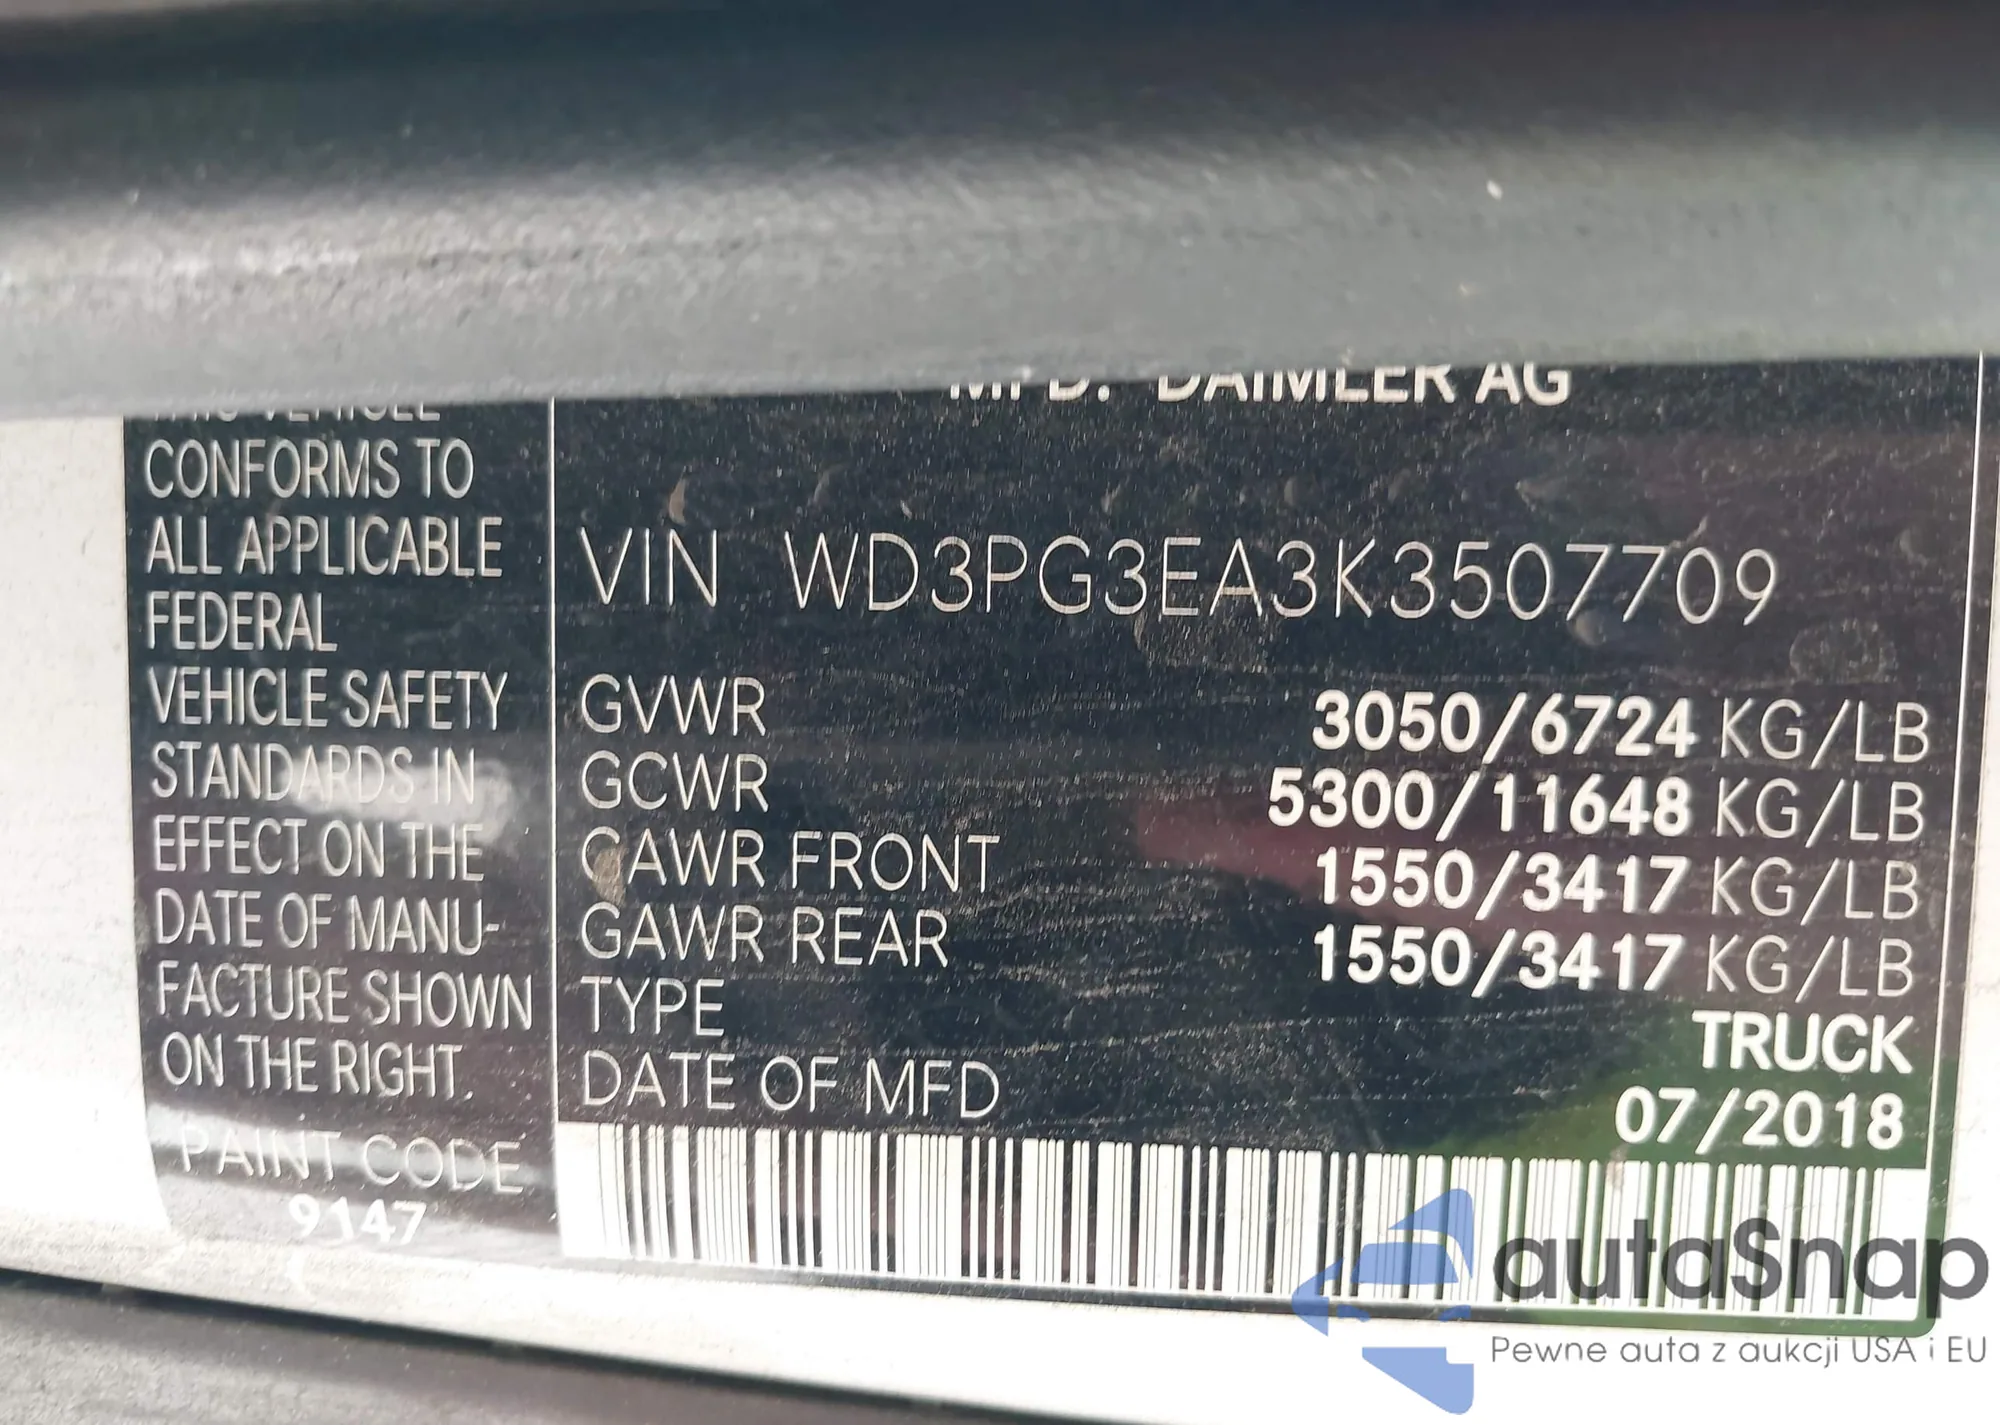 MFD. DAIMLER AG
THIS VEHICLE
CONFORMS TO
ALL APPLICABLE
FEDERAL
VEHICLE SAFETY
STANDARDS IN
EFFECT ON THE
DATE OF MANU-
FACTURE SHOWN
ON THE RIGHT.
PAINT CODE
9147
VIN WD3PG3EA3K3507709
GVWR 3050/6724 KG/LB
GCWR 5300/11648 KG/LB
GAWR FRONT 1550/3417 KG/LB
GAWR REAR 1550/3417 KG/LB
TYPE TRUCK
DATE OF MFD 07/2018
autaSnap
Pewne auta z aukcji USA i EU